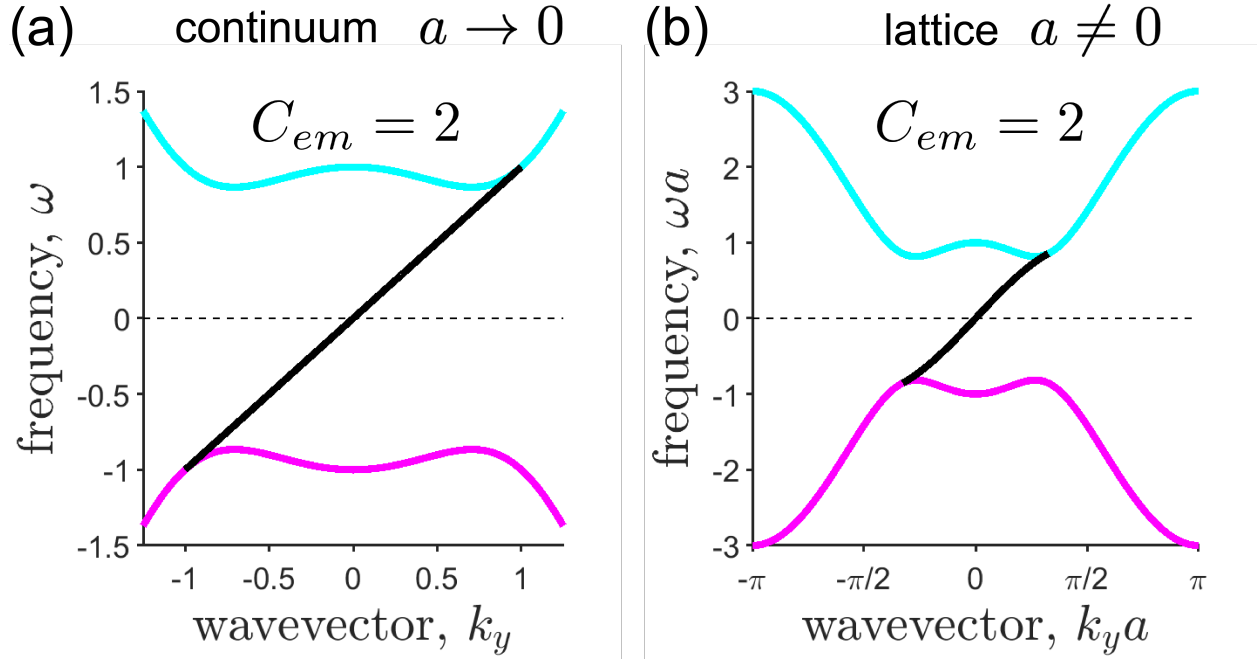 (a) continuum a → 0
C_em = 2
frequency, ω
1.5
1
0.5
0
-0.5
-1
-1.5
-1 -0.5 0 0.5 1
wavevector, k_y
(b) lattice a ≠ 0
C_em = 2
frequency, ωa
3
2
1
0
-1
-2
-3
-π -π/2 0 π/2 π
wavevector, k_y a